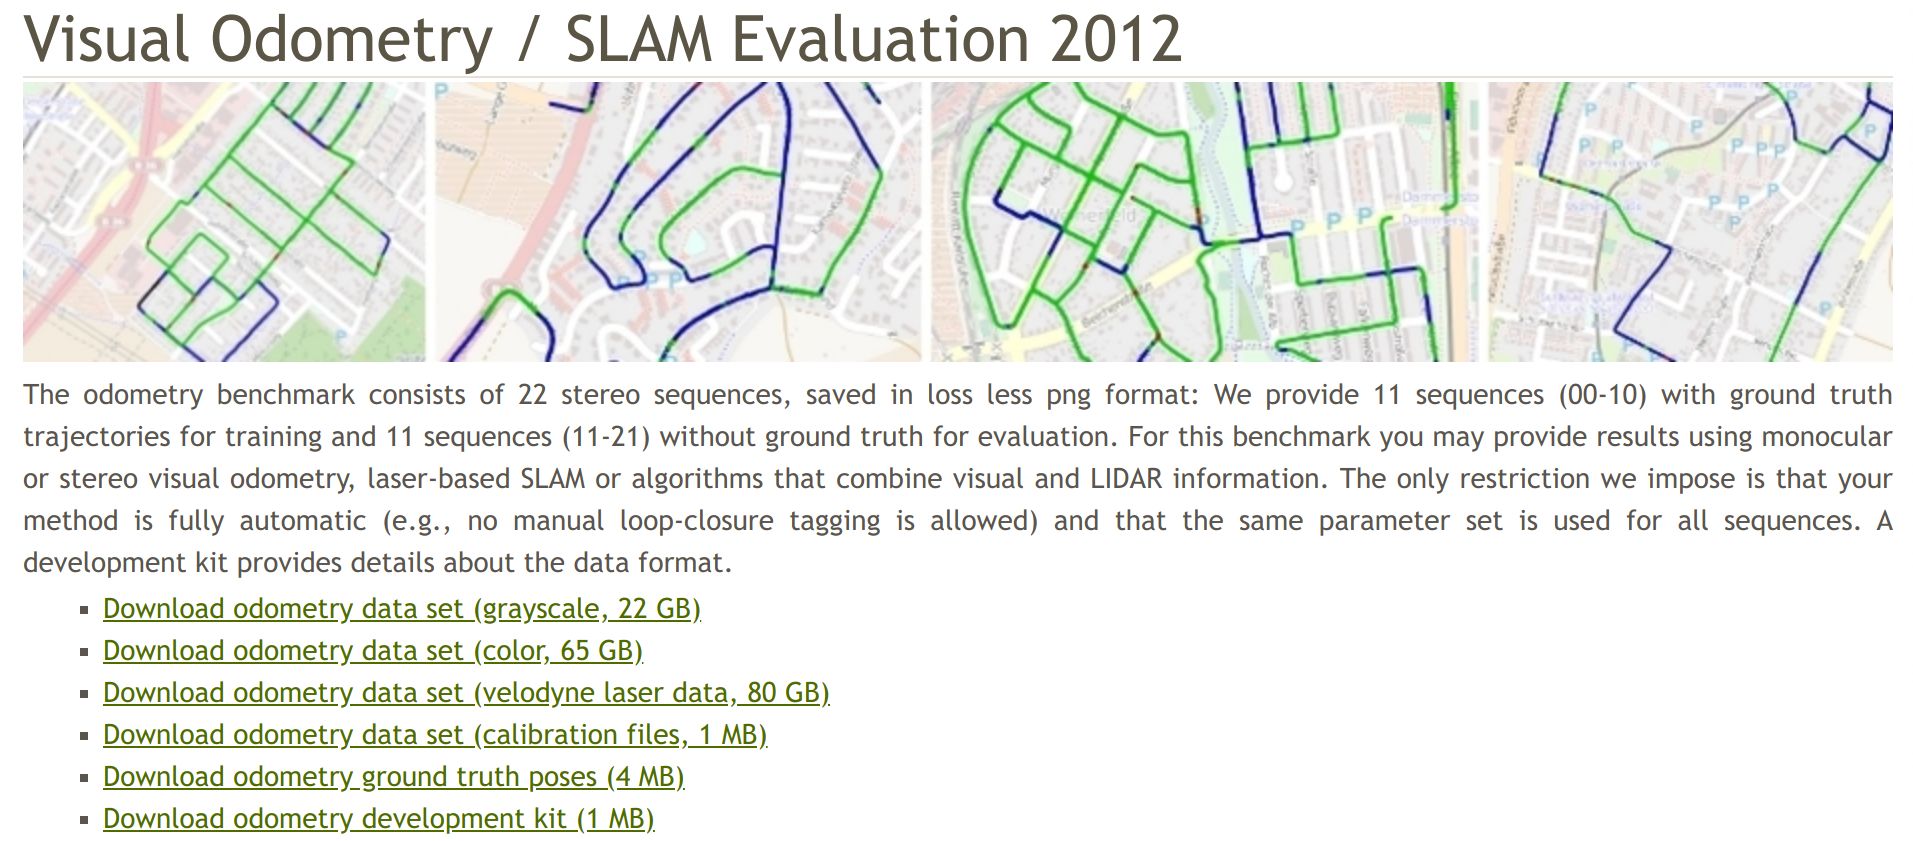 Visual Odometry / SLAM Evaluation 2012
P
P P
P P P
P
P
P P P
P
The odometry benchmark consists of 22 stereo sequences, saved in loss less png format: We provide 11 sequences (00-10) with ground truth
trajectories for training and 11 sequences (11-21) without ground truth for evaluation. For this benchmark you may provide results using monocular
or stereo visual odometry, laser-based SLAM or algorithms that combine visual and LIDAR information. The only restriction we impose is that your
method is fully automatic (e.g., no manual loop-closure tagging is allowed) and that the same parameter set is used for all sequences. A
development kit provides details about the data format.
Download odometry data set (grayscale, 22 GB)
Download odometry data set (color, 65 GB)
Download odometry data set (velodyne laser data, 80 GB)
Download odometry data set (calibration files, 1 MB)
Download odometry ground truth poses (4 MB)
Download odometry development kit (1 MB)